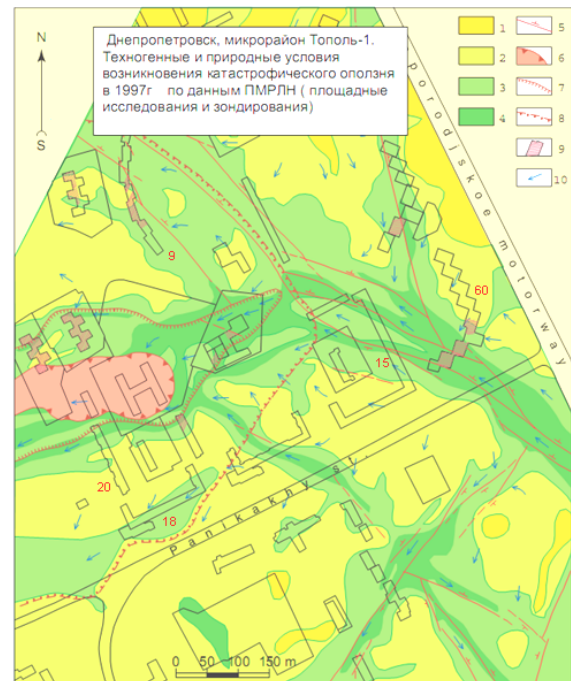 Днепропетровск, микрорайон Тополь-1.
Техногенные и природные условия
возникновения катастрофического оползня
в 1997г по данным ПМРЛН ( площадные
исследования и зондирования)
N
S
1
2
3
4
5
6
7
8
9
10
Zaporodjskoe motorway
9
60
15
20
18
Panikakhy st.
0 50 100 150 m